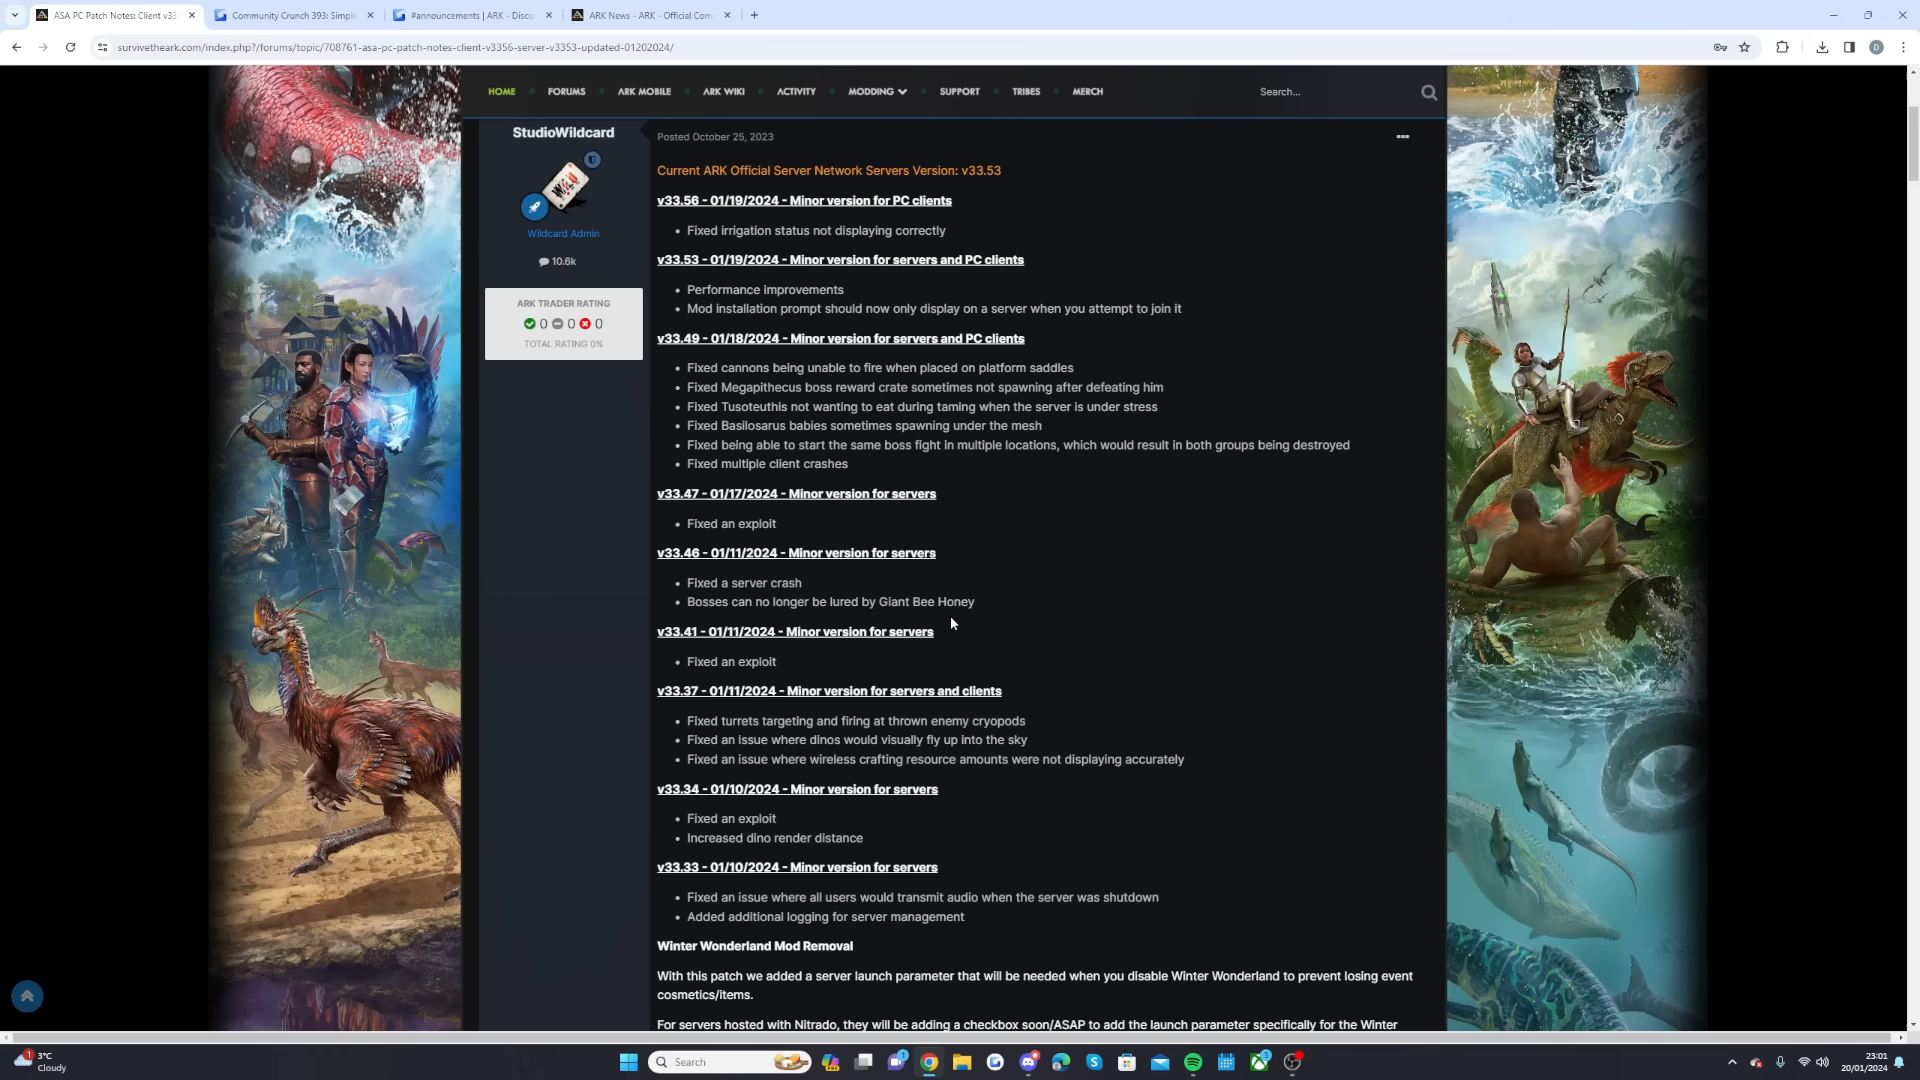 ASA PC Patch Notes: Client v33
Community Crunch 393: Simple
#announcements | ARK - Disco
ARK News - ARK - Official Com
survivetheark.com/index.php?/forums/topic/708761-asa-pc-patch-notes-client-v3356-server-v3353-updated-01202024/
D
HOME
FORUMS
ARK MOBILE
ARK WIKI
ACTIVITY
MODDING
SUPPORT
TRIBES
MERCH
Search...
StudioWildcard
Wildcard Admin
10.6k
ARK TRADER RATING
0 0 0
TOTAL RATING 0%
Posted October 25, 2023
Current ARK Official Server Network Servers Version: v33.53
v33.56 - 01/19/2024 - Minor version for PC clients
• Fixed irrigation status not displaying correctly
v33.53 - 01/19/2024 - Minor version for servers and PC clients
• Performance improvements
• Mod installation prompt should now only display on a server when you attempt to join it
v33.49 - 01/18/2024 - Minor version for servers and PC clients
• Fixed cannons being unable to fire when placed on platform saddles
• Fixed Megapithecus boss reward crate sometimes not spawning after defeating him
• Fixed Tusoteuthis not wanting to eat during taming when the server is under stress
• Fixed Basilosarus babies sometimes spawning under the mesh
• Fixed being able to start the same boss fight in multiple locations, which would result in both groups being destroyed
• Fixed multiple client crashes
v33.47 - 01/17/2024 - Minor version for servers
• Fixed an exploit
v33.46 - 01/11/2024 - Minor version for servers
• Fixed a server crash
• Bosses can no longer be lured by Giant Bee Honey
v33.41 - 01/11/2024 - Minor version for servers
• Fixed an exploit
v33.37 - 01/11/2024 - Minor version for servers and clients
• Fixed turrets targeting and firing at thrown enemy cryopods
• Fixed an issue where dinos would visually fly up into the sky
• Fixed an issue where wireless crafting resource amounts were not displaying accurately
v33.34 - 01/10/2024 - Minor version for servers
• Fixed an exploit
• Increased dino render distance
v33.33 - 01/10/2024 - Minor version for servers
• Fixed an issue where all users would transmit audio when the server was shutdown
• Added additional logging for server management
Winter Wonderland Mod Removal
With this patch we added a server launch parameter that will be needed when you disable Winter Wonderland to prevent losing event
cosmetics/items.
For servers hosted with Nitrado, they will be adding a checkbox soon/ASAP to add the launch parameter specifically for the Winter
3°C
Cloudy
Search
23:01
20/01/2024